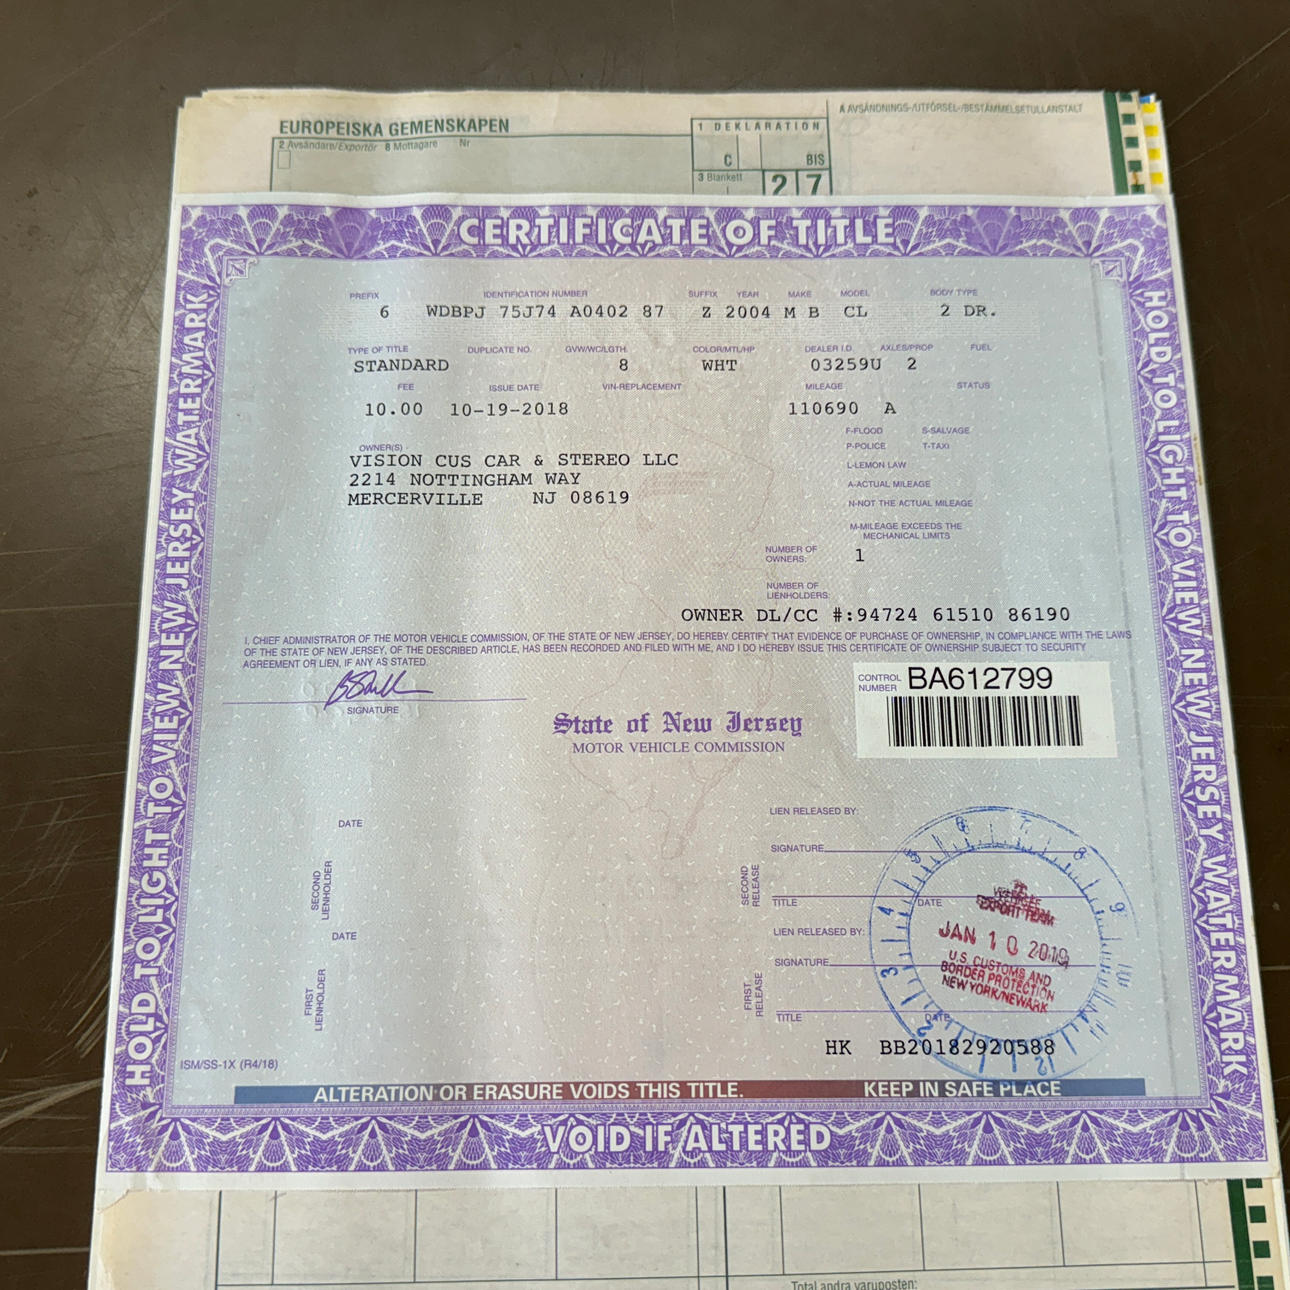 EUROPEISKA GEMENSKAPEN
A AVSÄNDNINGS-/UTFÖRSEL-/BESTÄMMELSETULLANSTALT
1 DEKLARATION
2 Avsändare/Exportör 8 Mottagare Nr
C BIS
3 Blankett
2 7
CERTIFICATE OF TITLE
HOLD TO LIGHT TO VIEW NEW JERSEY WATERMARK
HOLD TO LIGHT TO VIEW NEW JERSEY WATERMARK
PREFIX IDENTIFICATION NUMBER SUFFIX YEAR MAKE MODEL BODY TYPE
6 WDBPJ 75J74 A0402 87 Z 2004 M B CL 2 DR.
TYPE OF TITLE DUPLICATE NO. GVW/WC/LGTH. COLOR/MTL/HP DEALER I.D. AXLES/PROP FUEL
STANDARD 8 WHT 03259U 2
FEE ISSUE DATE VIN-REPLACEMENT MILEAGE STATUS
10.00 10-19-2018 110690 A
F-FLOOD S-SALVAGE
P-POLICE T-TAXI
L-LEMON LAW
A-ACTUAL MILEAGE
N-NOT THE ACTUAL MILEAGE
M-MILEAGE EXCEEDS THE
MECHANICAL LIMITS
OWNER(S)
VISION CUS CAR & STEREO LLC
2214 NOTTINGHAM WAY
MERCERVILLE NJ 08619
NUMBER OF
OWNERS: 1
NUMBER OF
LIENHOLDERS:
OWNER DL/CC #:94724 61510 86190
I, CHIEF ADMINISTRATOR OF THE MOTOR VEHICLE COMMISSION, OF THE STATE OF NEW JERSEY, DO HEREBY CERTIFY THAT EVIDENCE OF PURCHASE OF OWNERSHIP, IN COMPLIANCE WITH THE LAWS
OF THE STATE OF NEW JERSEY, OF THE DESCRIBED ARTICLE, HAS BEEN RECORDED AND FILED WITH ME, AND I DO HEREBY ISSUE THIS CERTIFICATE OF OWNERSHIP SUBJECT TO SECURITY
AGREEMENT OR LIEN, IF ANY AS STATED.
SIGNATURE
CONTROL
NUMBER BA612799
State of New Jersey
MOTOR VEHICLE COMMISSION
DATE
SECOND
LIENHOLDER
DATE
FIRST
LIENHOLDER
LIEN RELEASED BY:
SIGNATURE
SECOND
RELEASE
TITLE DATE
LIEN RELEASED BY:
SIGNATURE
FIRST
RELEASE
TITLE DATE
2 3 4 5 6 7 8 9 10 12
EXPORT TEAM
JAN 10 2019
U.S. CUSTOMS AND
BORDER PROTECTION
NEW YORK/NEWARK
HK BB20182920588
ISM/SS-1X (R4/18)
ALTERATION OR ERASURE VOIDS THIS TITLE. KEEP IN SAFE PLACE
VOID IF ALTERED
Total andra varuposten: